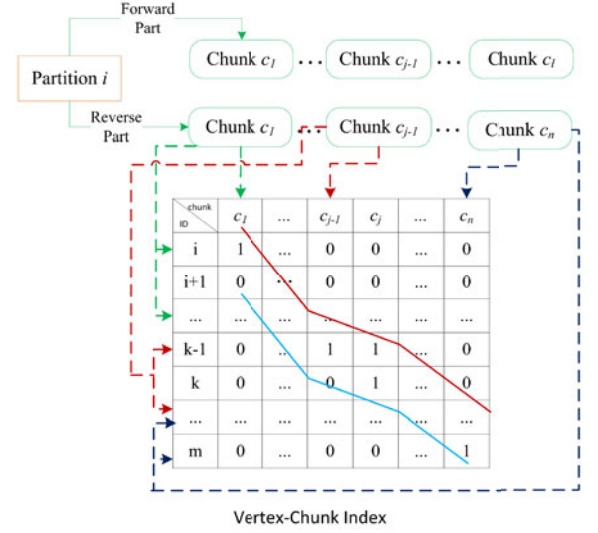 Forward
Part
Partition i
Chunk c1 ... Chunk cj-1 ... Chunk cl
Reverse
Part
Chunk c1 ... Chunk cj-1 ... Chunk cn
chunk
ID
c1 ... cj-1 cj ... cn
i 1 ... 0 0 ... 0
i+1 0 ... 0 0 ... 0
... ... ... ... ... ... ...
k-1 0 ... 1 1 ... 0
k 0 ... 0 1 ... 0
... ... ... ... ... ... ...
m 0 ... 0 0 ... 1
Vertex-Chunk Index